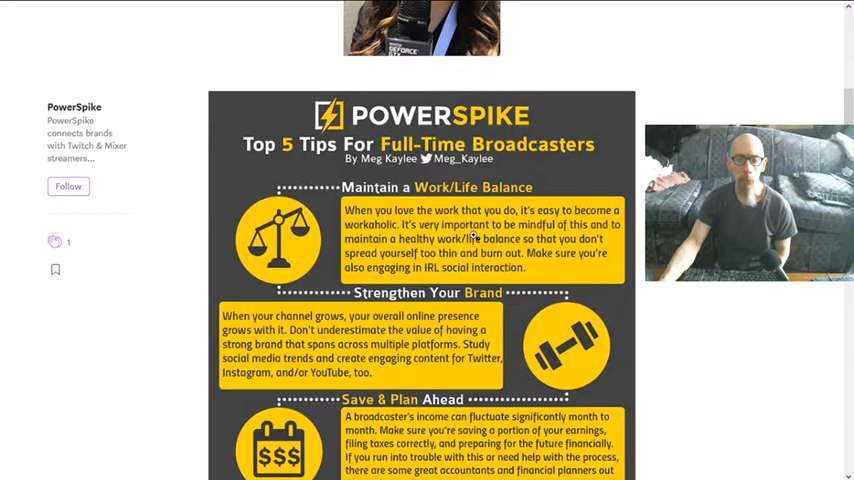 GEFORCE
GTX
PowerSpike
PowerSpike
connects brands
with Twitch & Mixer
streamers...
Follow
1
POWERSPIKE
Top 5 Tips For Full-Time Broadcasters
By Meg Kaylee Meg_Kaylee
Maintain a Work/Life Balance
When you love the work that you do, it's easy to become a
workaholic. It's very important to be mindful of this and to
maintain a healthy work/life balance so that you don't
spread yourself too thin and burn out. Make sure you're
also engaging in IRL social interaction.
Strengthen Your Brand
When your channel grows, your overall online presence
grows with it. Don't underestimate the value of having a
strong brand that spans across multiple platforms. Study
social media trends and create engaging content for Twitter,
Instagram, and/or YouTube, too.
Save & Plan Ahead
$$$
A broadcaster's income can fluctuate significantly month to
month. Make sure you're saving a portion of your earnings,
filing taxes correctly, and preparing for the future financially.
If you run into trouble with this or need help with the process,
there are some great accountants and financial planners out